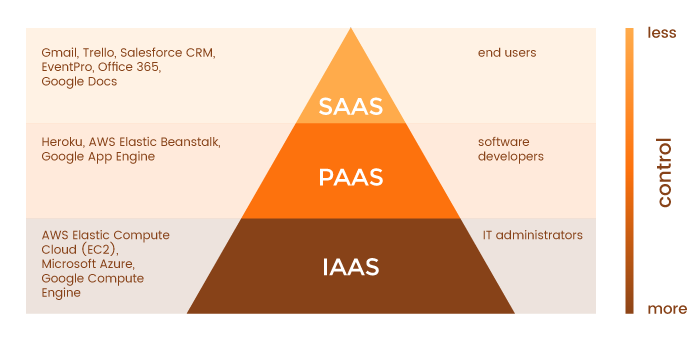 Gmail, Trello, Salesforce CRM,
EventPro, Office 365,
Google Docs
SAAS
end users
Heroku, AWS Elastic Beanstalk,
Google App Engine
PAAS
software
developers
AWS Elastic Compute
Cloud (EC2),
Microsoft Azure,
Google Compute
Engine
IAAS
IT administrators
less
control
more